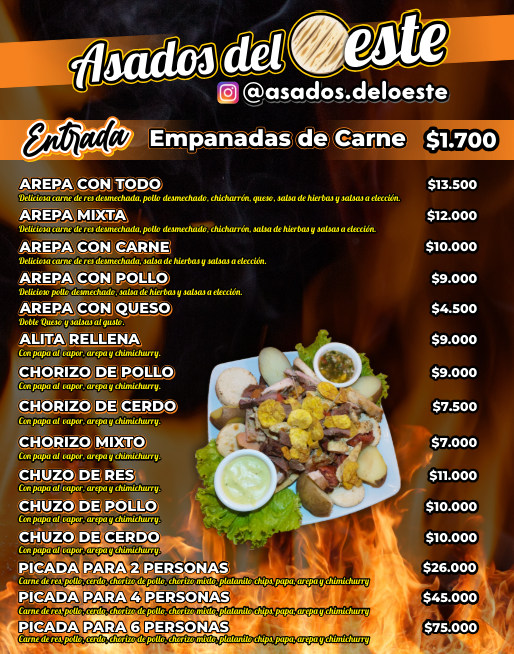 Asados del Oeste
@asados.deloeste
Entrada Empanadas de Carne $1.700
AREPA CON TODO $13.500
Deliciosa carne de res desmechada, pollo desmechado, chicharrón, queso, salsa de hierbas y salsas a elección.
AREPA MIXTA $12.000
Deliciosa carne de res desmechada, pollo desmechado, chicharrón, salsa de hierbas y salsas a elección.
AREPA CON CARNE $10.000
Deliciosa carne de res desmechada, salsa de hierbas y salsas a elección.
AREPA CON POLLO $9.000
Delicioso pollo desmechado, salsa de hierbas y salsas a elección.
AREPA CON QUESO $4.500
Doble Queso y salsas al gusto.
ALITA RELLENA $9.000
Con papa al vapor, arepa y chimichurry.
CHORIZO DE POLLO $9.000
Con papa al vapor, arepa y chimichurry.
CHORIZO DE CERDO $7.500
Con papa al vapor, arepa y chimichurry.
CHORIZO MIXTO $7.000
Con papa al vapor, arepa y chimichurry.
CHUZO DE RES $11.000
Con papa al vapor, arepa y chimichurry.
CHUZO DE POLLO $10.000
Con papa al vapor, arepa y chimichurry.
CHUZO DE CERDO $10.000
Con papa al vapor, arepa y chimichurry.
PICADA PARA 2 PERSONAS $26.000
Carne de res, pollo, cerdo, chorizo de pollo, chorizo mixto, platanito chips, papa, arepa y chimichurry
PICADA PARA 4 PERSONAS $45.000
Carne de res, pollo, cerdo, chorizo de pollo, chorizo mixto, platanito chips, papa, arepa y chimichurry
PICADA PARA 6 PERSONAS $75.000
Carne de res, pollo, cerdo, chorizo de pollo, chorizo mixto, platanito chips, papa, arepa y chimichurry